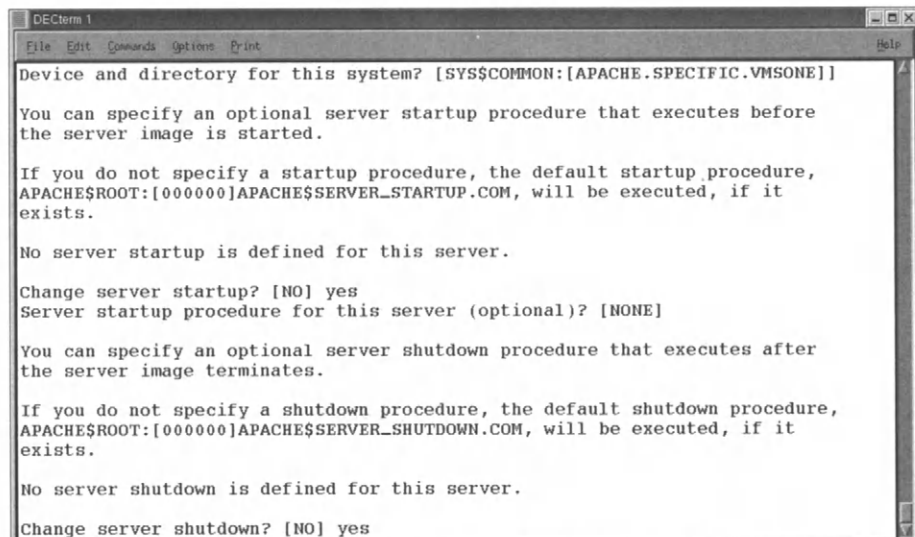 DECterm 1
File Edit Commands Options Print Help
Device and directory for this system? [SYS$COMMON:[APACHE.SPECIFIC.VMSONE]]
You can specify an optional server startup procedure that executes before
the server image is started.
If you do not specify a startup procedure, the default startup procedure,
APACHE$ROOT:[000000]APACHE$SERVER_STARTUP.COM, will be executed, if it
exists.
No server startup is defined for this server.
Change server startup? [NO] yes
Server startup procedure for this server (optional)? [NONE]
You can specify an optional server shutdown procedure that executes after
the server image terminates.
If you do not specify a shutdown procedure, the default shutdown procedure,
APACHE$ROOT:[000000]APACHE$SERVER_SHUTDOWN.COM, will be executed, if it
exists.
No server shutdown is defined for this server.
Change server shutdown? [NO] yes